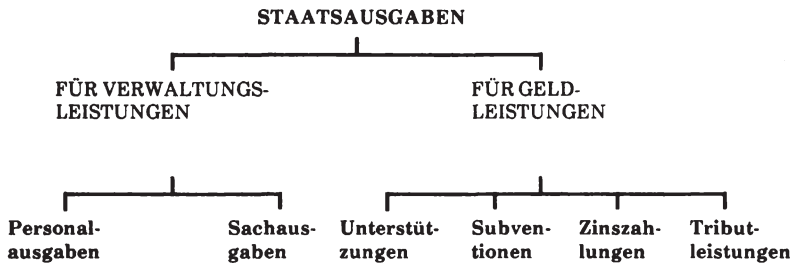 STAATSAUSGABEN
FÜR VERWALTUNGS-
LEISTUNGEN
FÜR GELD-
LEISTUNGEN
Personal-
ausgaben
Sachaus-
gaben
Unterstüt-
zungen
Subven-
tionen
Zinszah-
lungen
Tribut-
leistungen